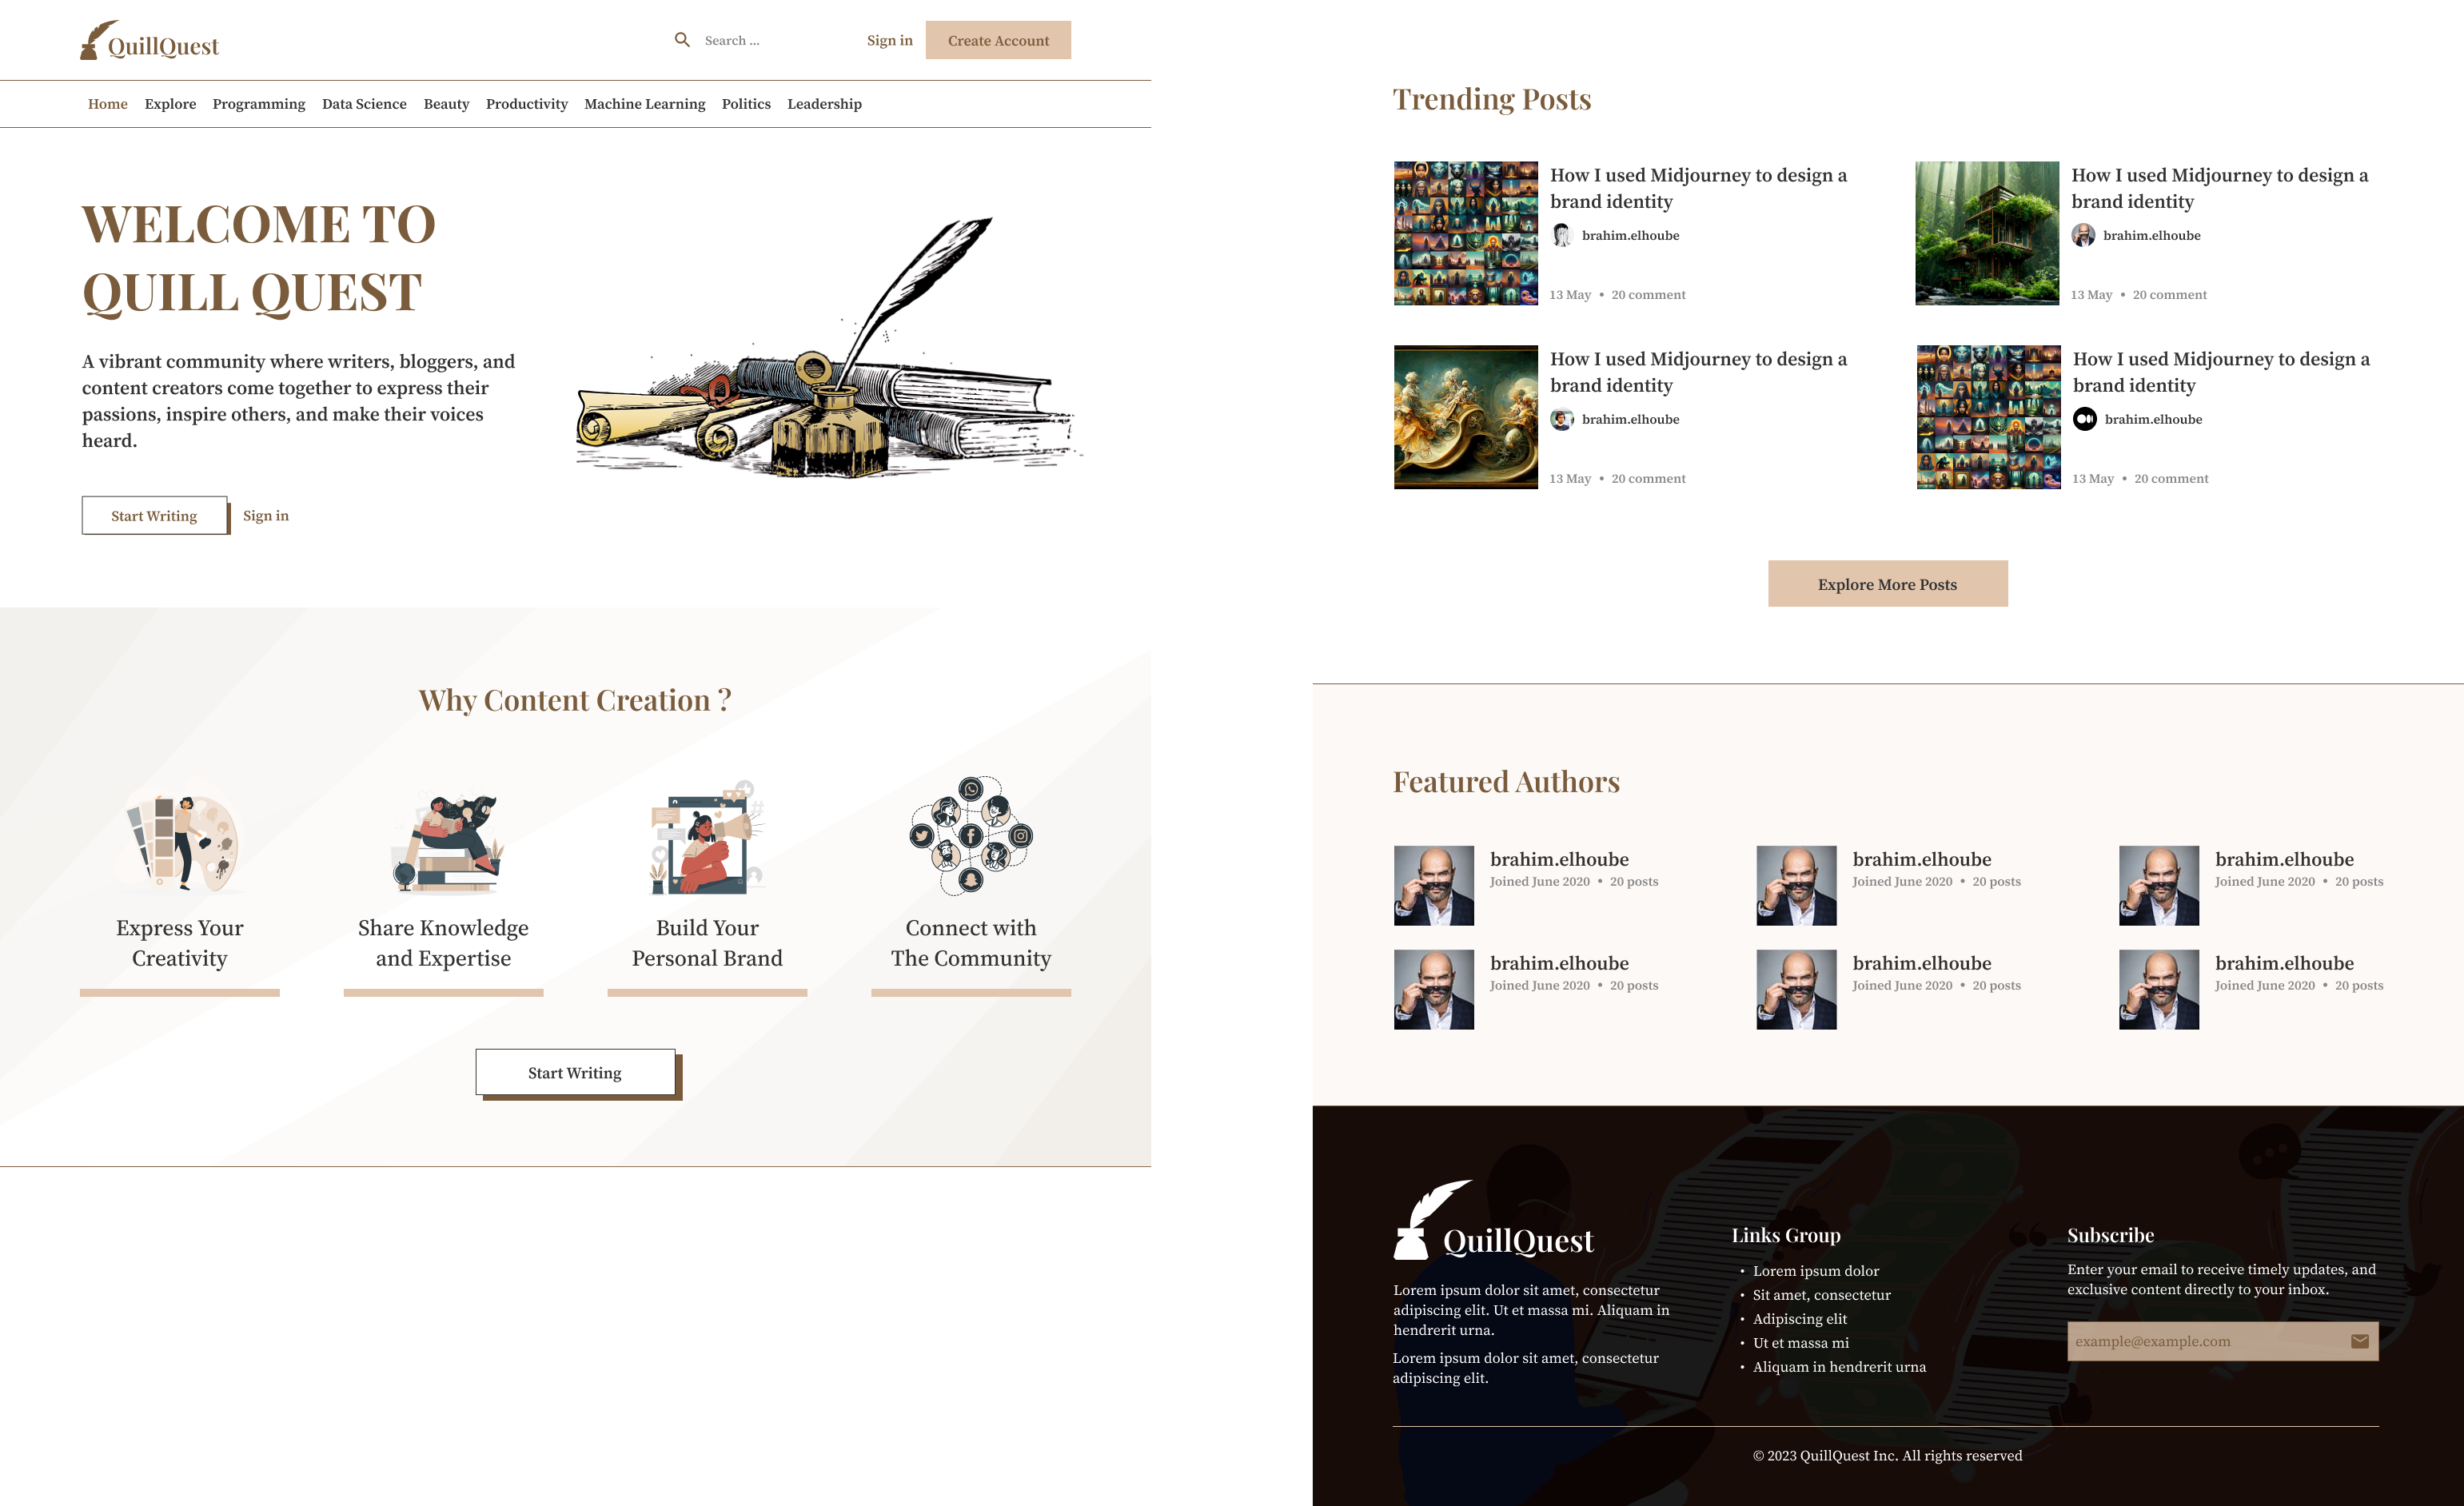 QuillQuest
Search ...
Sign in
Create Account
Home Explore Programming Data Science Beauty Productivity Machine Learning Politics Leadership
WELCOME TO
QUILL QUEST
A vibrant community where writers, bloggers, and
content creators come together to express their
passions, inspire others, and make their voices
heard.
Start Writing
Sign in
Why Content Creation ?
Express Your
Creativity
Share Knowledge
and Expertise
Build Your
Personal Brand
Connect with
The Community
Start Writing
Trending Posts
How I used Midjourney to design a
brand identity
brahim.elhoube
13 May • 20 comment
How I used Midjourney to design a
brand identity
brahim.elhoube
13 May • 20 comment
How I used Midjourney to design a
brand identity
brahim.elhoube
13 May • 20 comment
How I used Midjourney to design a
brand identity
brahim.elhoube
13 May • 20 comment
Explore More Posts
Featured Authors
brahim.elhoube
Joined June 2020 • 20 posts
brahim.elhoube
Joined June 2020 • 20 posts
brahim.elhoube
Joined June 2020 • 20 posts
brahim.elhoube
Joined June 2020 • 20 posts
brahim.elhoube
Joined June 2020 • 20 posts
brahim.elhoube
Joined June 2020 • 20 posts
QuillQuest
Lorem ipsum dolor sit amet, consectetur
adipiscing elit. Ut et massa mi. Aliquam in
hendrerit urna.
Lorem ipsum dolor sit amet, consectetur
adipiscing elit.
Links Group
• Lorem ipsum dolor
• Sit amet, consectetur
• Adipiscing elit
• Ut et massa mi
• Aliquam in hendrerit urna
Subscribe
Enter your email to receive timely updates, and
exclusive content directly to your inbox.
example@example.com
© 2023 QuillQuest Inc. All rights reserved